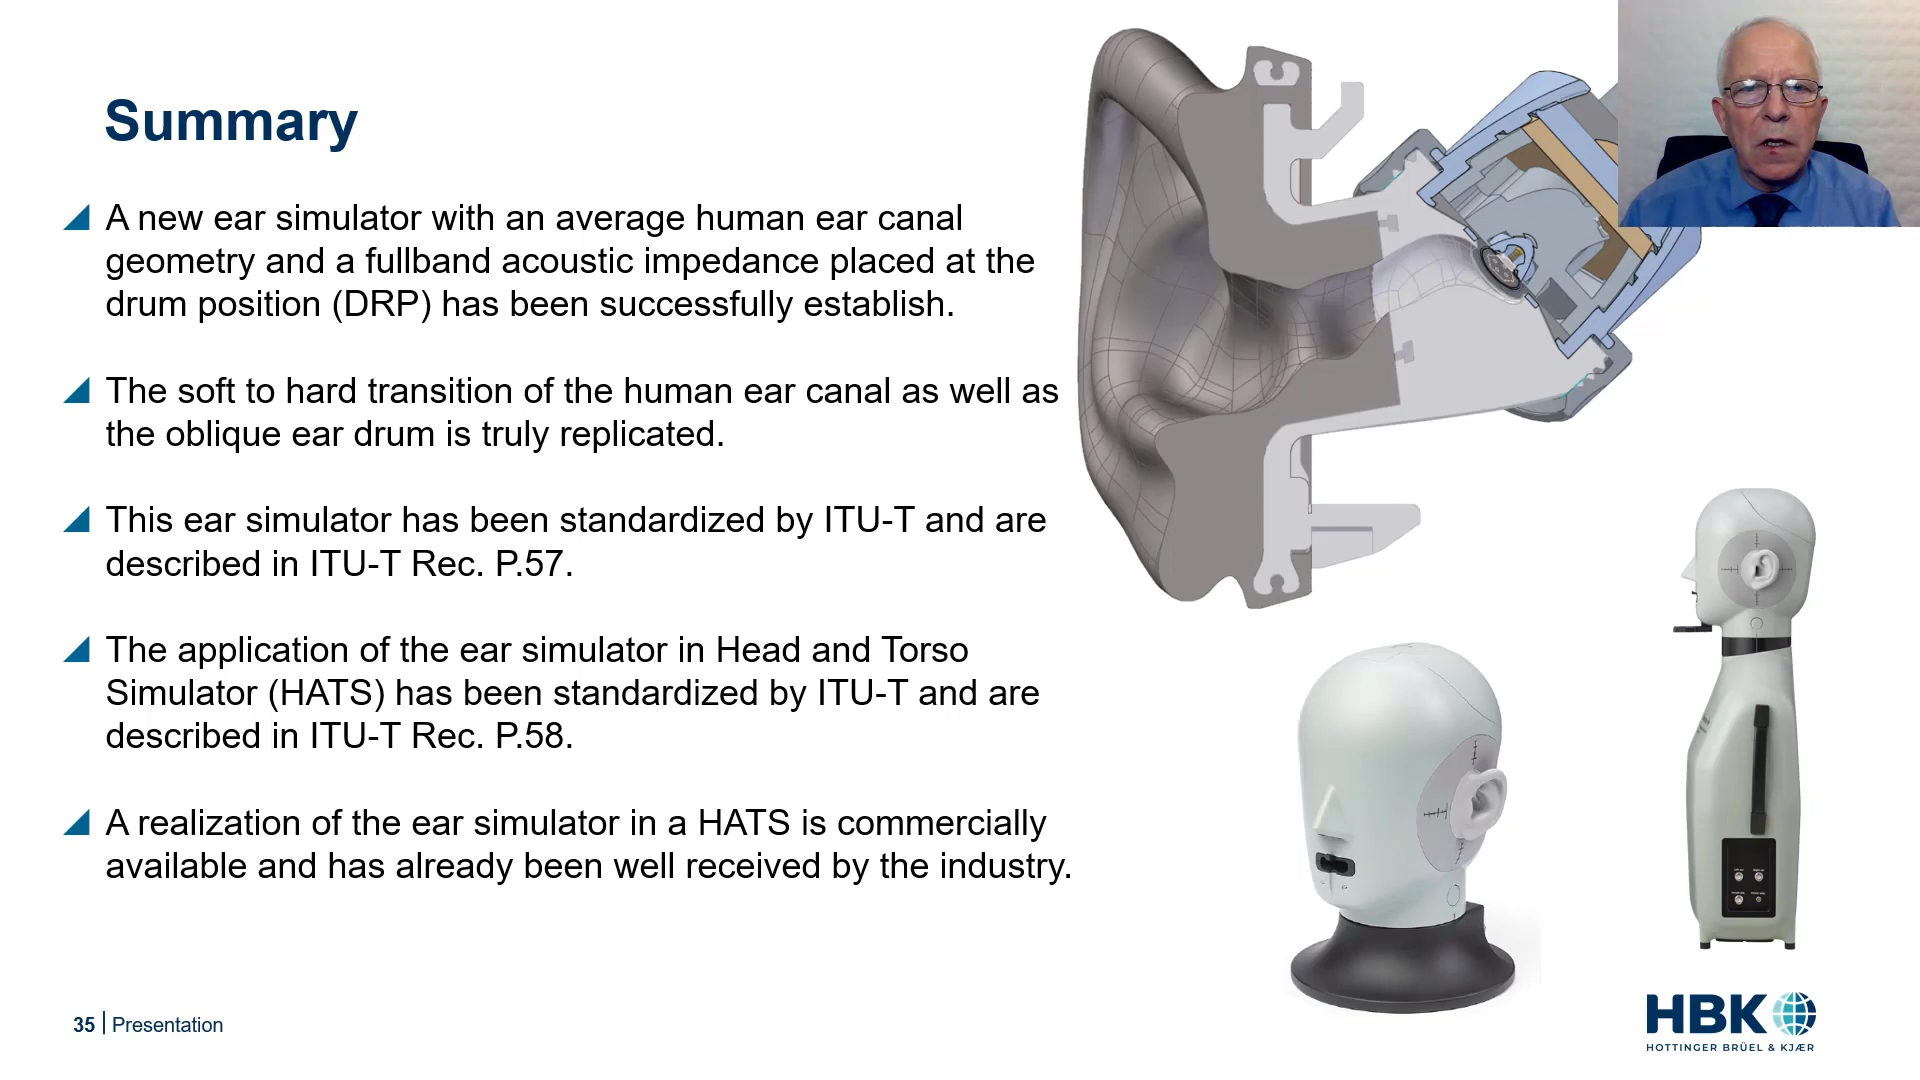 Summary
A new ear simulator with an average human ear canal
geometry and a fullband acoustic impedance placed at the
drum position (DRP) has been successfully establish.
The soft to hard transition of the human ear canal as well as
the oblique ear drum is truly replicated.
This ear simulator has been standardized by ITU-T and are
described in ITU-T Rec. P.57.
The application of the ear simulator in Head and Torso
Simulator (HATS) has been standardized by ITU-T and are
described in ITU-T Rec. P.58.
A realization of the ear simulator in a HATS is commercially
available and has already been well received by the industry.
35 | Presentation
HBK
HOTTINGER BRÜEL & KJÆR